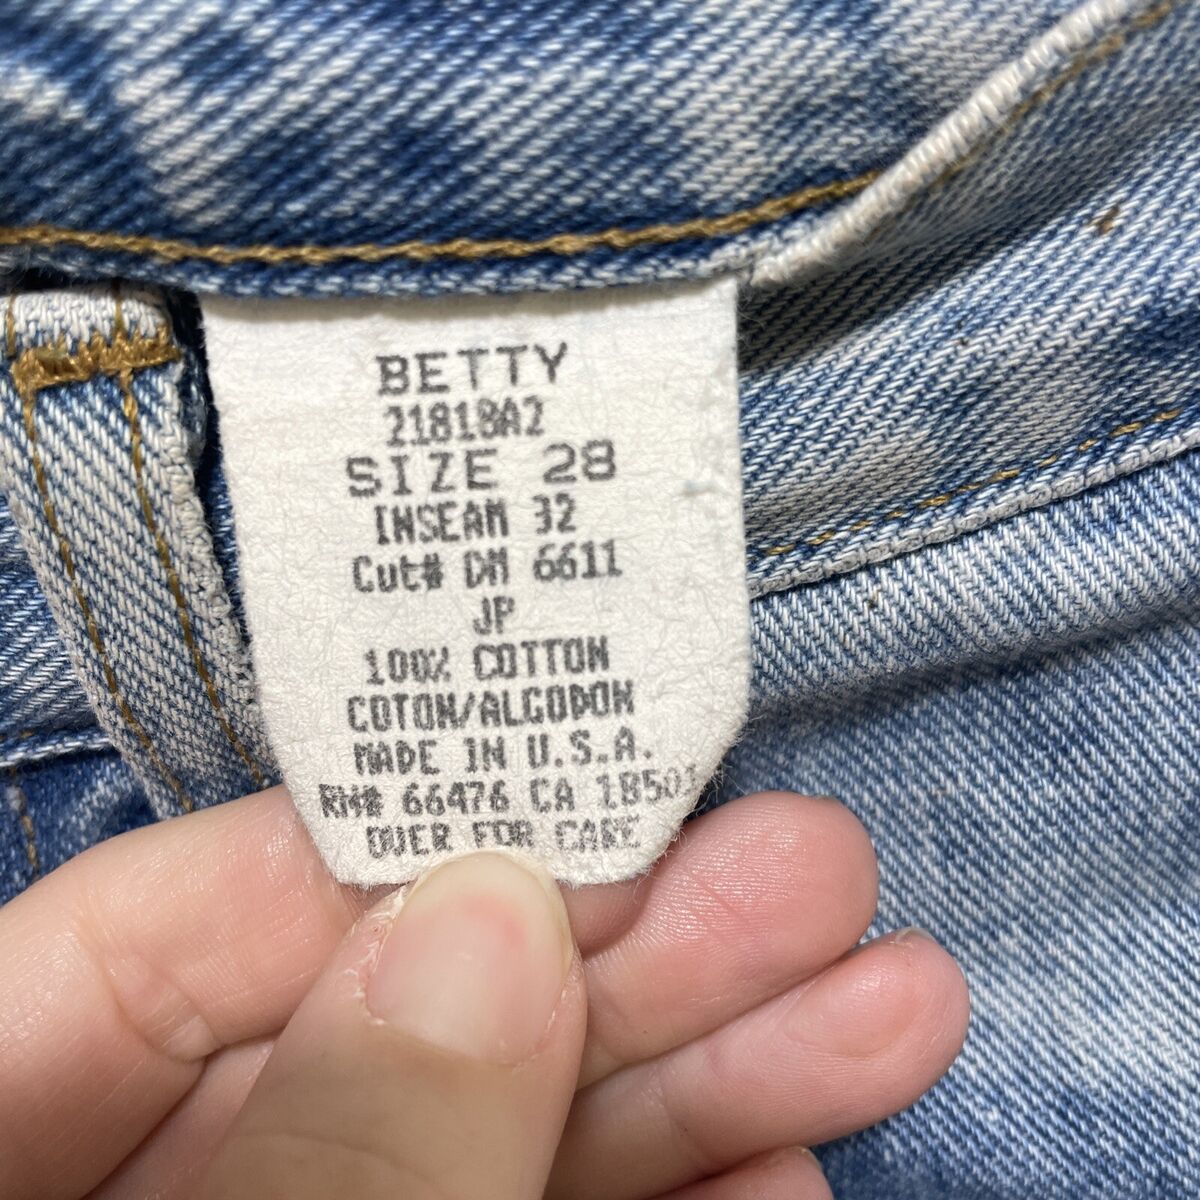 BETTY
21818A2
SIZE 28
INSEAM 32
Cut# DM 6611
JP
100% COTTON
COTON/ALGODON
MADE IN U.S.A.
RN# 66476 CA 18501
OVER FOR CARE